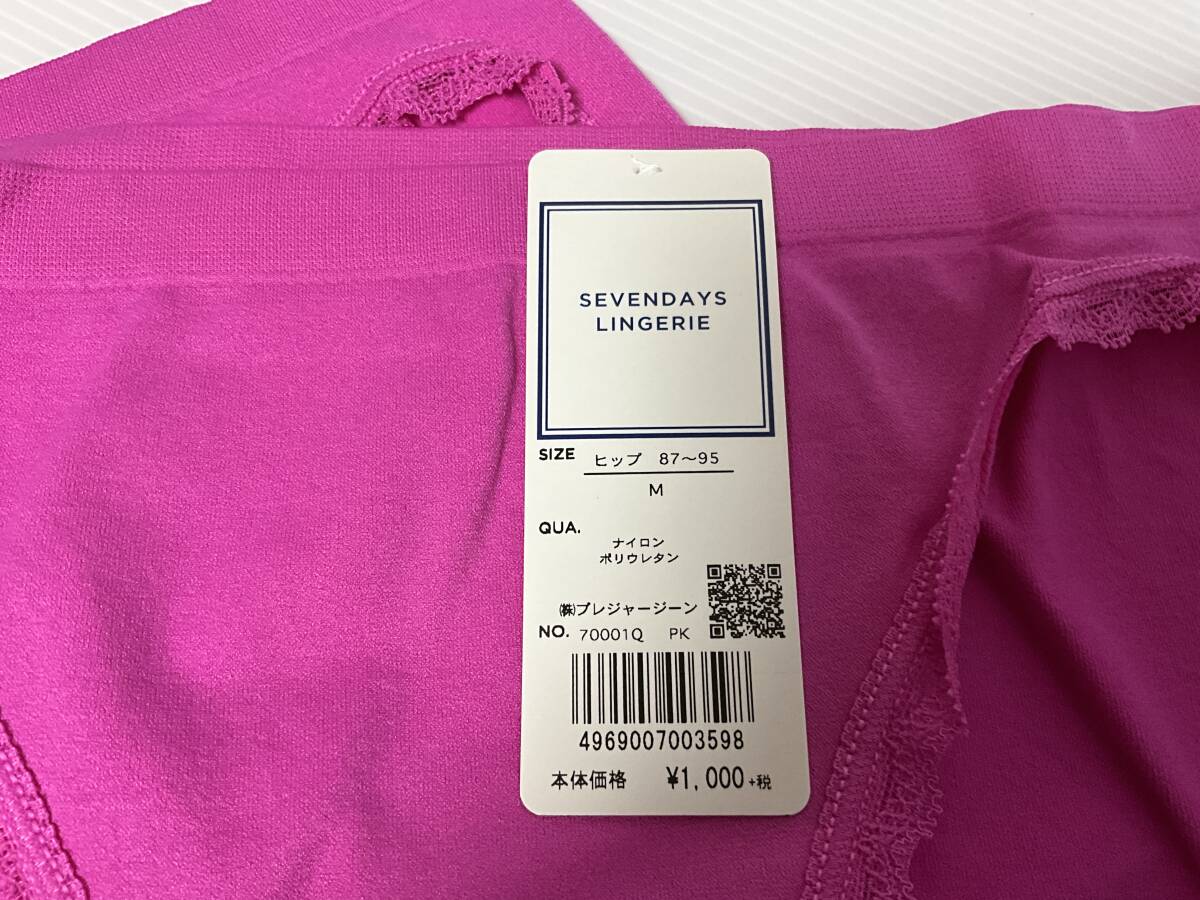 SEVENDAYS
LINGERIE
SIZE ヒップ 87～95
M
QUA.
ナイロン
ポリウレタン
㈱プレジャージーン
NO. 70001Q PK
4969007003598
本体価格 ¥1,000+税